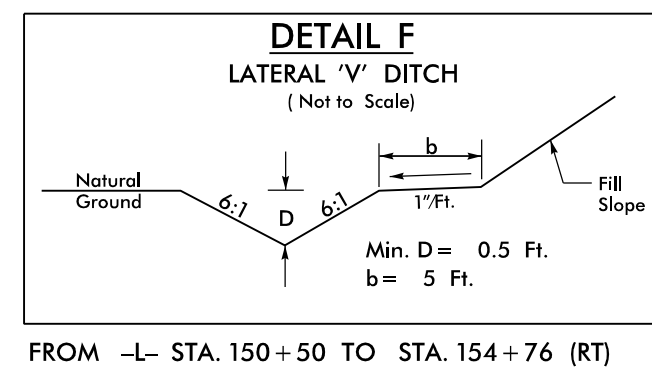 DETAIL F
LATERAL 'V' DITCH
( Not to Scale)
b
Natural
Ground
6:1
D
6:1
1"/Ft.
Fill
Slope
Min. D = 0.5 Ft.
b = 5 Ft.
FROM –L– STA. 150+50 TO STA. 154+76 (RT)